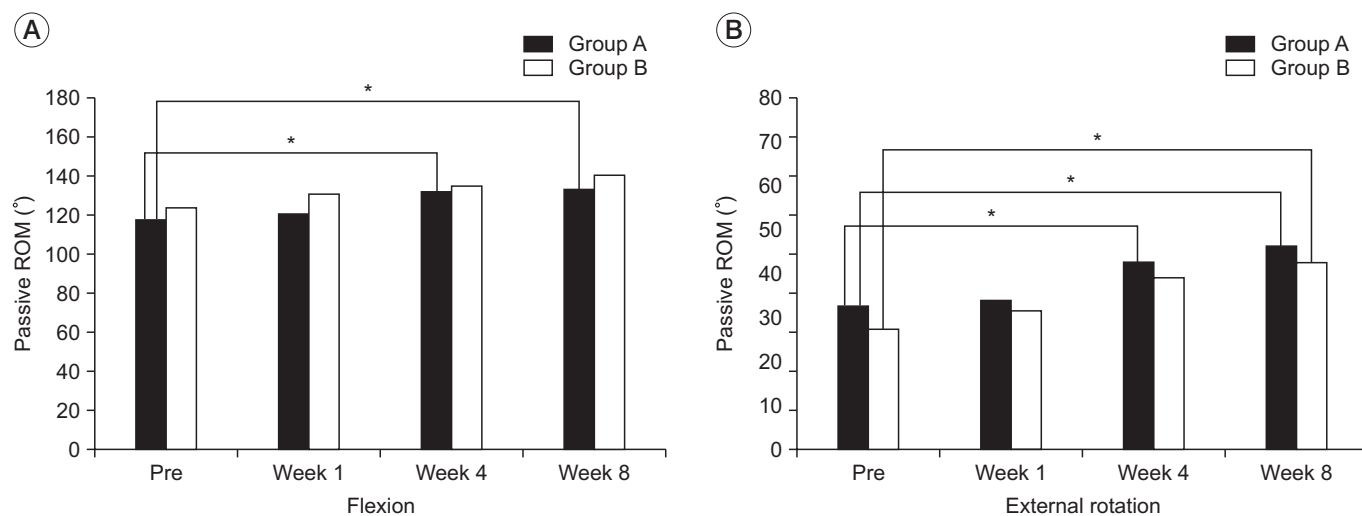 A
Group A
Group B
180
160
140
120
100
80
60
40
20
0
Passive ROM (°)
*
*
Pre
Week 1
Week 4
Week 8
Flexion
B
Group A
Group B
80
70
60
50
40
30
20
10
0
Passive ROM (°)
*
*
*
Pre
Week 1
Week 4
Week 8
External rotation